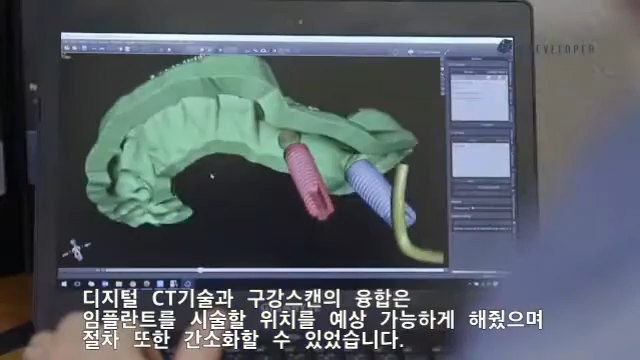 DEVELOPER
디지털 CT기술과 구강스캔의 융합은
임플란트를 시술할 위치를 예상 가능하게 해줬으며
절차 또한 간소화할 수 있었습니다.